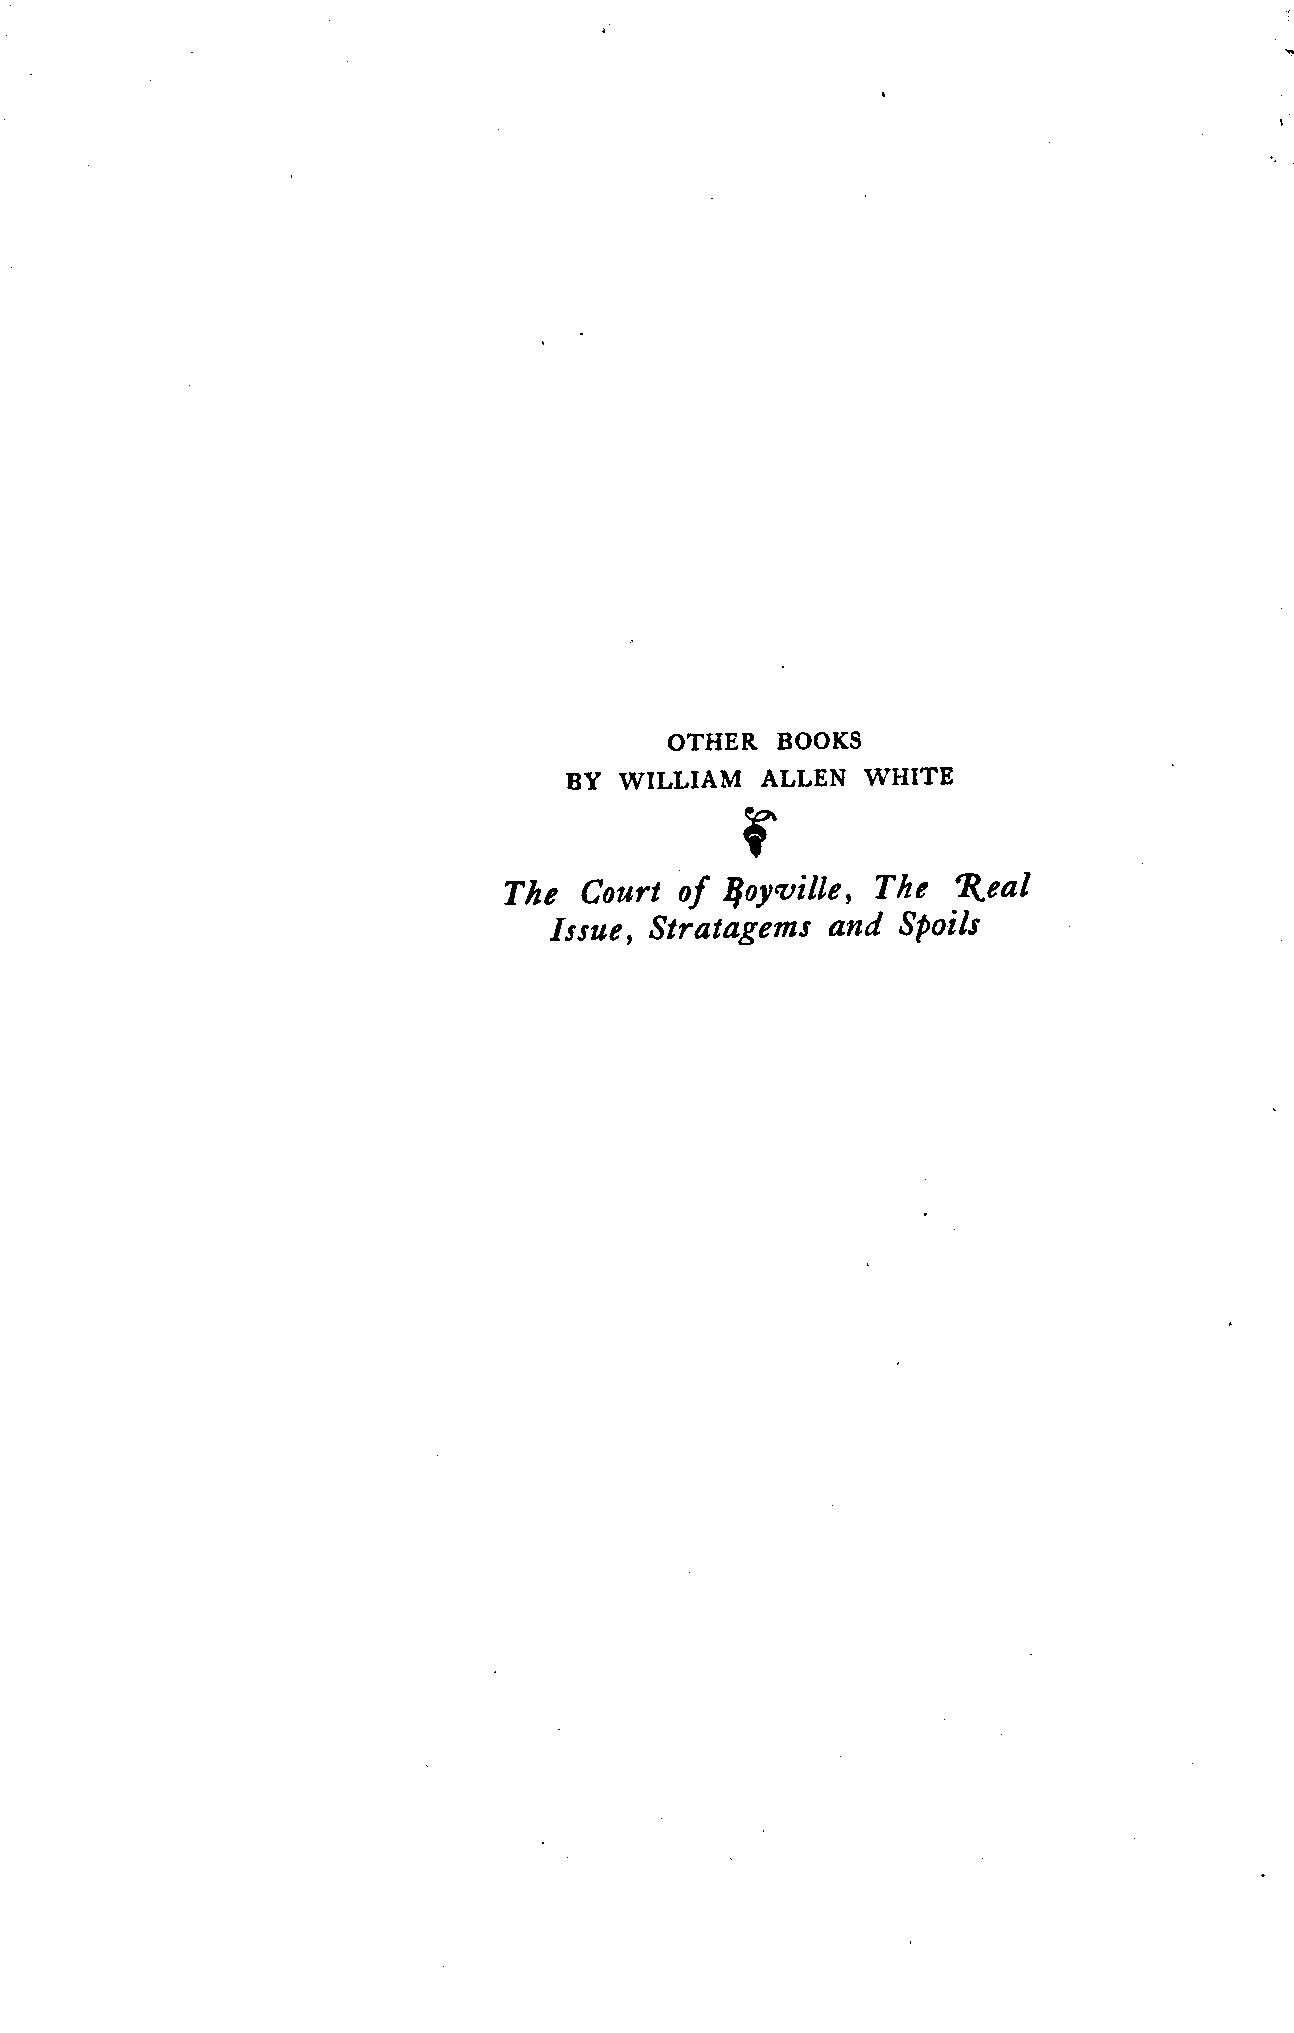 OTHER BOOKS
BY WILLIAM ALLEN WHITE
The Court of Boyville, The Real
Issue, Stratagems and Spoils